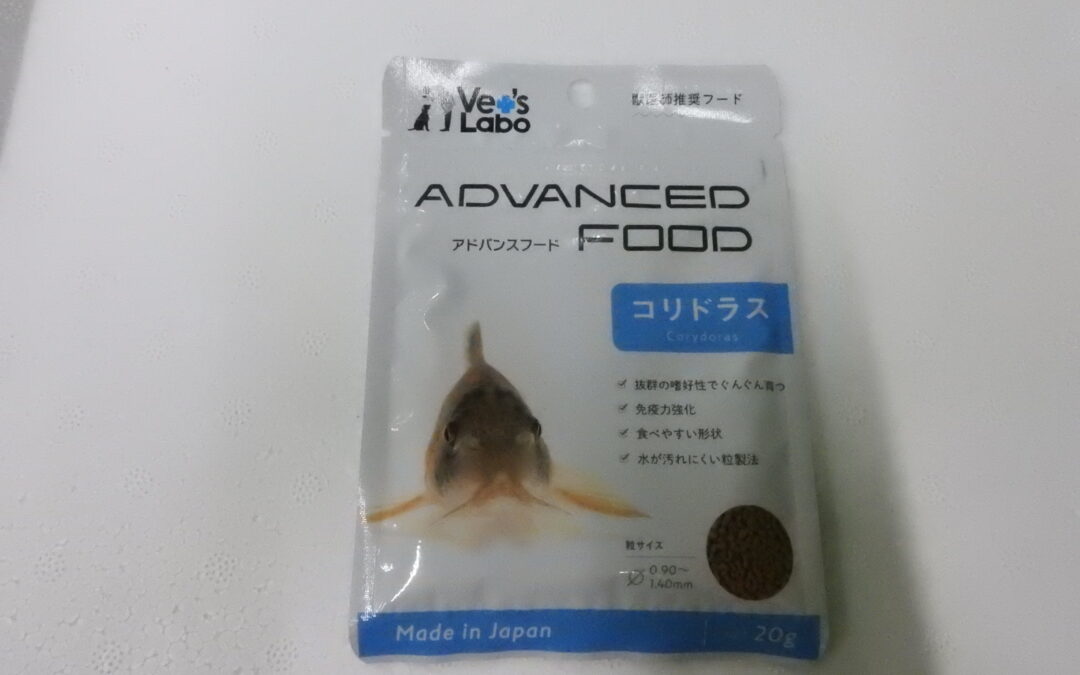 Vet's
Labo
獣医師推奨フード
ADVANCED
アドバンスフード FOOD
コリドラス
Corydoras
抜群の嗜好性でぐんぐん育つ
免疫力強化
食べやすい形状
水が汚れにくい粒製法
粒サイズ
0.90〜
1.40mm
Made in Japan
20g